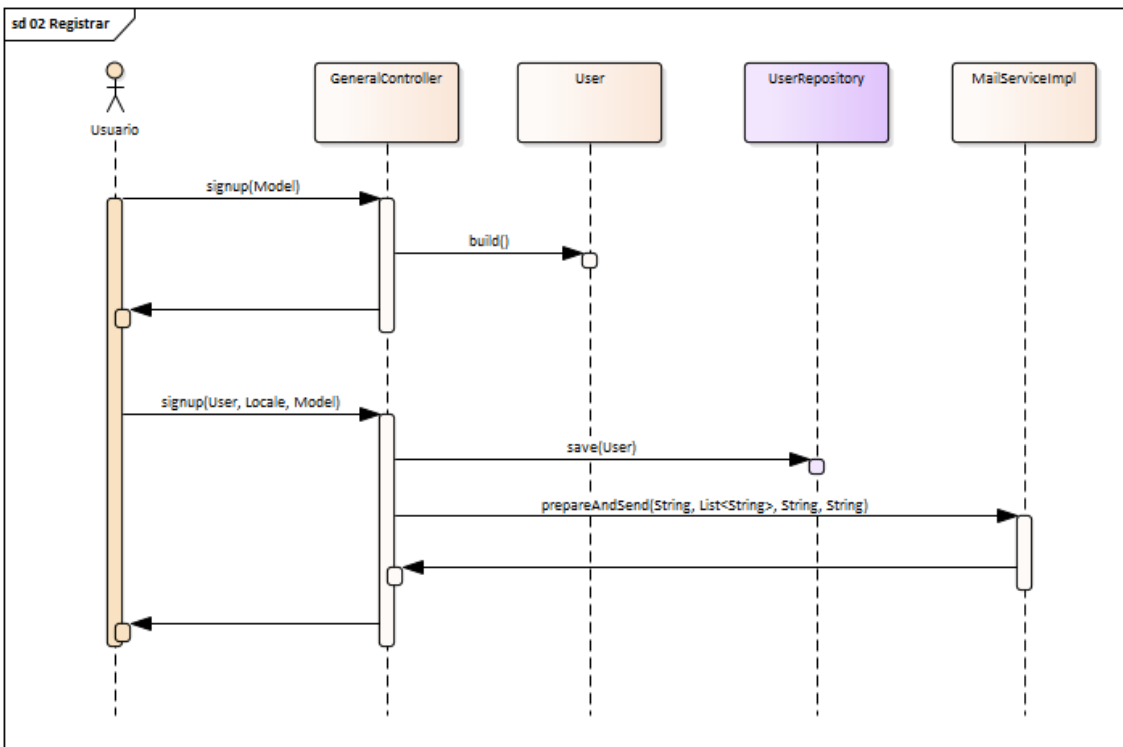 sd 02 Registrar
Usuario
GeneralController
User
UserRepository
MailServiceImpl
signup(Model)
build()
signup(User, Locale, Model)
save(User)
prepareAndSend(String, List<String>, String, String)